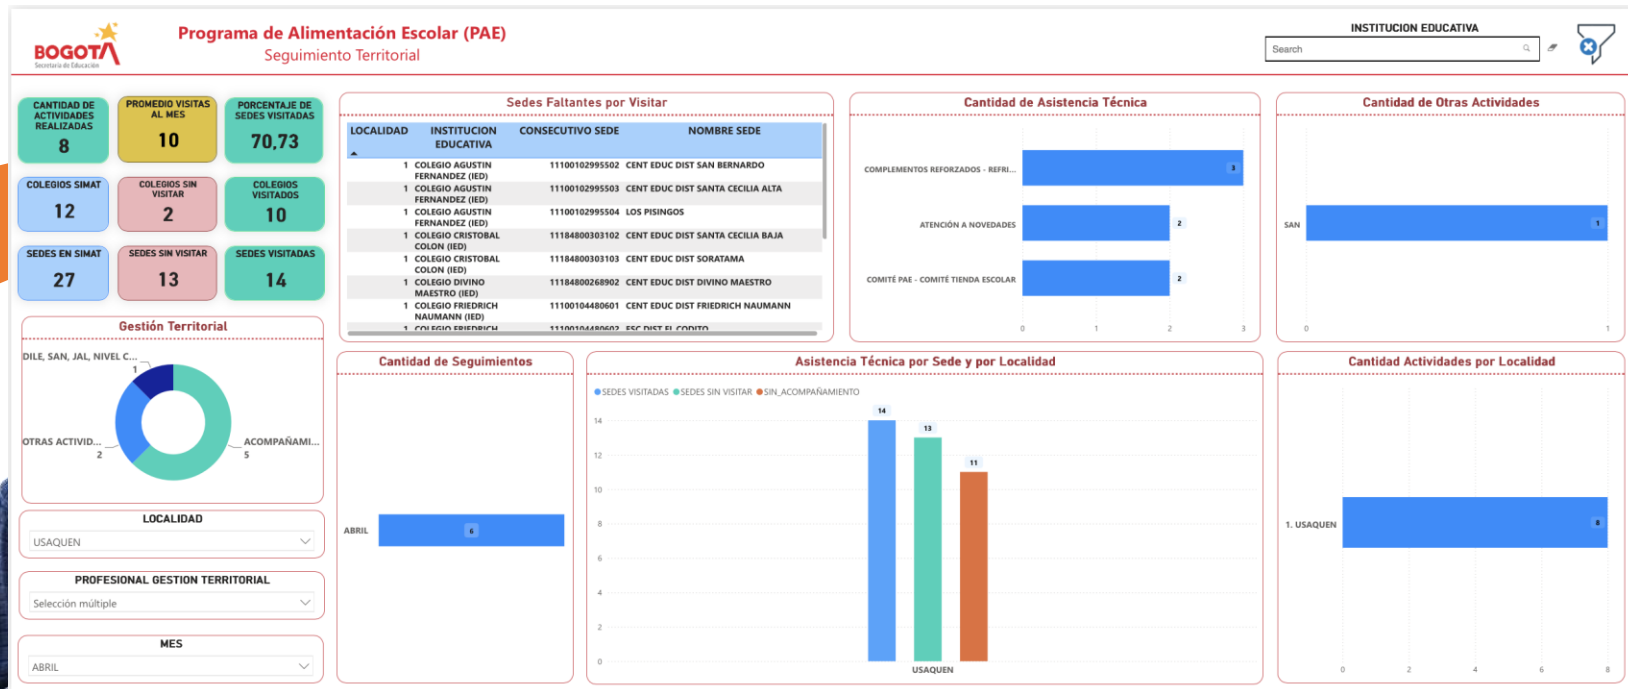 BOGOTÁ
Secretaría de Educación
Programa de Alimentación Escolar (PAE)
Seguimiento Territorial
INSTITUCION EDUCATIVA
Search
CANTIDAD DE
ACTIVIDADES
REALIZADAS
8
PROMEDIO VISITAS
AL MES
10
PORCENTAJE DE
SEDES VISITADAS
70,73
COLEGIOS SIMAT
12
COLEGIOS SIN
VISITAR
2
COLEGIOS
VISITADOS
10
SEDES EN SIMAT
27
SEDES SIN VISITAR
13
SEDES VISITADAS
14
Sedes Faltantes por Visitar
LOCALIDAD INSTITUCION EDUCATIVA CONSECUTIVO SEDE NOMBRE SEDE
1 COLEGIO AGUSTIN FERNANDEZ (IED) 11100102995502 CENT EDUC DIST SAN BERNARDO
1 COLEGIO AGUSTIN FERNANDEZ (IED) 11100102995503 CENT EDUC DIST SANTA CECILIA ALTA
1 COLEGIO AGUSTIN FERNANDEZ (IED) 11100102995504 LOS PISINGOS
1 COLEGIO CRISTOBAL COLON (IED) 11184800303102 CENT EDUC DIST SANTA CECILIA BAJA
1 COLEGIO CRISTOBAL COLON (IED) 11184800303103 CENT EDUC DIST SORATAMA
1 COLEGIO DIVINO MAESTRO (IED) 11184800268902 CENT EDUC DIST DIVINO MAESTRO
1 COLEGIO FRIEDRICH NAUMANN (IED) 11100104480601 CENT EDUC DIST FRIEDRICH NAUMANN
1 COLEGIO FRIEDRICH 11100104480602 ESC DIST EL CODITO
Cantidad de Asistencia Técnica
COMPLEMENTOS REFORZADOS - REFRI... 3
ATENCIÓN A NOVEDADES 2
COMITÉ PAE - COMITÉ TIENDA ESCOLAR 2
0 1 2 3
Cantidad de Otras Actividades
SAN 1
0 1
Gestión Territorial
DILE, SAN, JAL, NIVEL C...
1
OTRAS ACTIVID...
2
ACOMPAÑAMI...
5
LOCALIDAD
USAQUEN
PROFESIONAL GESTION TERRITORIAL
Selección múltiple
MES
ABRIL
Cantidad de Seguimientos
ABRIL 6
Asistencia Técnica por Sede y por Localidad
SEDES VISITADAS SEDES SIN VISITAR SIN_ACOMPAÑAMIENTO
14
13
11
14
12
10
8
6
4
2
0
USAQUEN
Cantidad Actividades por Localidad
1. USAQUEN 8
0 2 4 6 8